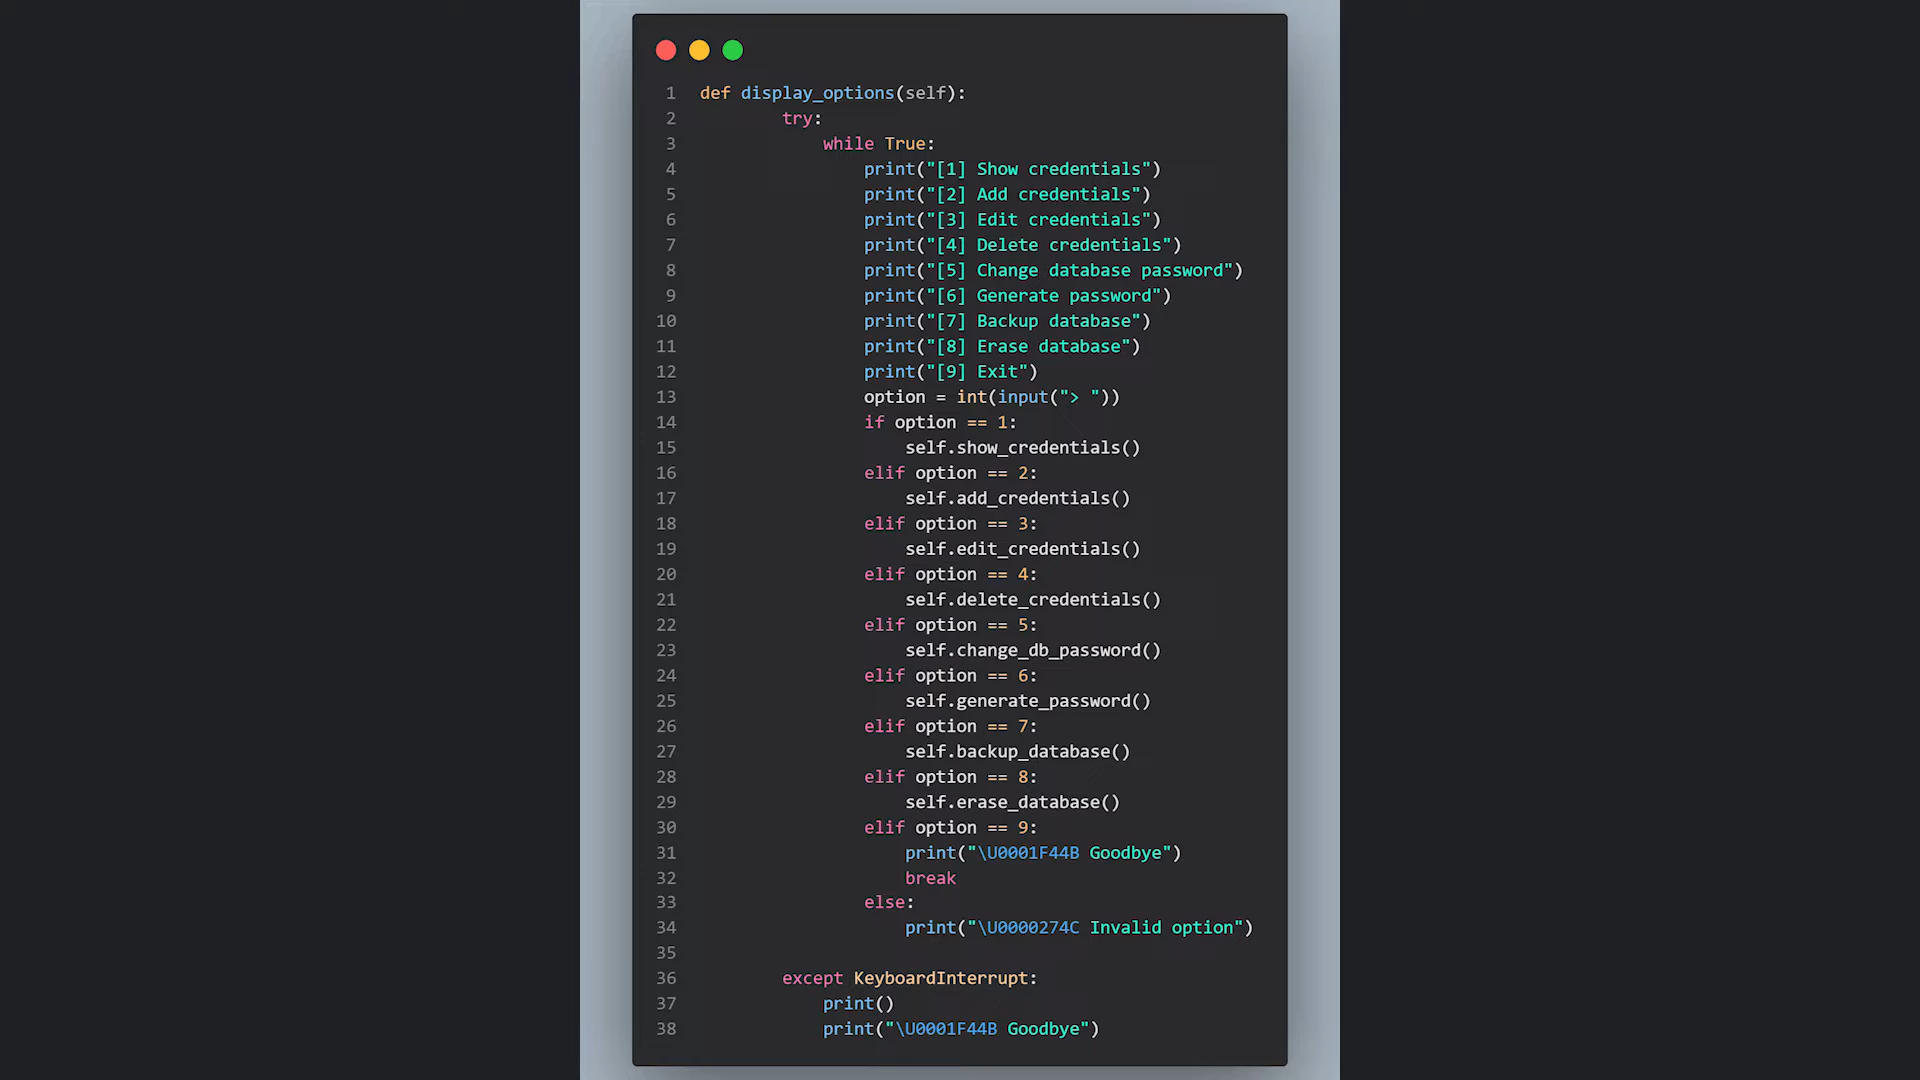 1 def display_options(self):
2         try:
3             while True:
4                 print("[1] Show credentials")
5                 print("[2] Add credentials")
6                 print("[3] Edit credentials")
7                 print("[4] Delete credentials")
8                 print("[5] Change database password")
9                 print("[6] Generate password")
10                 print("[7] Backup database")
11                 print("[8] Erase database")
12                 print("[9] Exit")
13                 option = int(input("> "))
14                 if option == 1:
15                     self.show_credentials()
16                 elif option == 2:
17                     self.add_credentials()
18                 elif option == 3:
19                     self.edit_credentials()
20                 elif option == 4:
21                     self.delete_credentials()
22                 elif option == 5:
23                     self.change_db_password()
24                 elif option == 6:
25                     self.generate_password()
26                 elif option == 7:
27                     self.backup_database()
28                 elif option == 8:
29                     self.erase_database()
30                 elif option == 9:
31                     print("\U0001F44B Goodbye")
32                     break
33                 else:
34                     print("\U0000274C Invalid option")
35
36         except KeyboardInterrupt:
37             print()
38             print("\U0001F44B Goodbye")